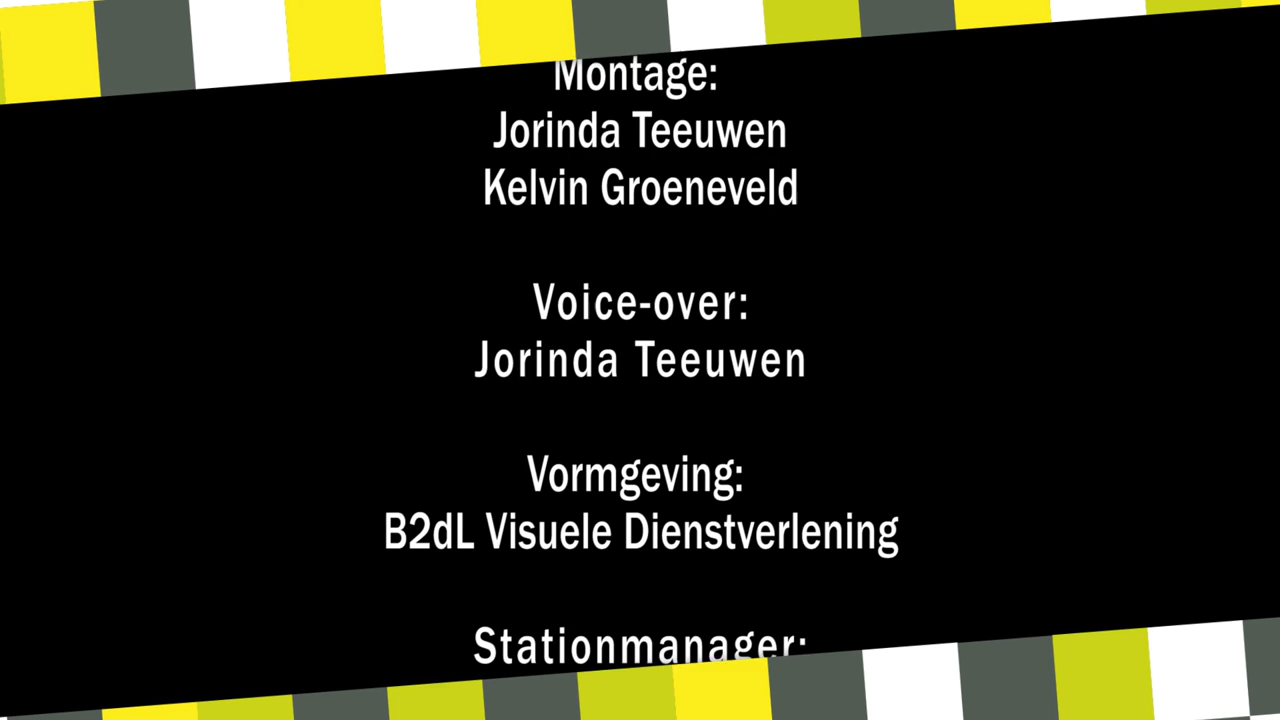 Montage:
Jorinda Teeuwen
Kelvin Groeneveld
Voice-over:
Jorinda Teeuwen
Vormgeving:
B2dL Visuele Dienstverlening
Stationmanager: